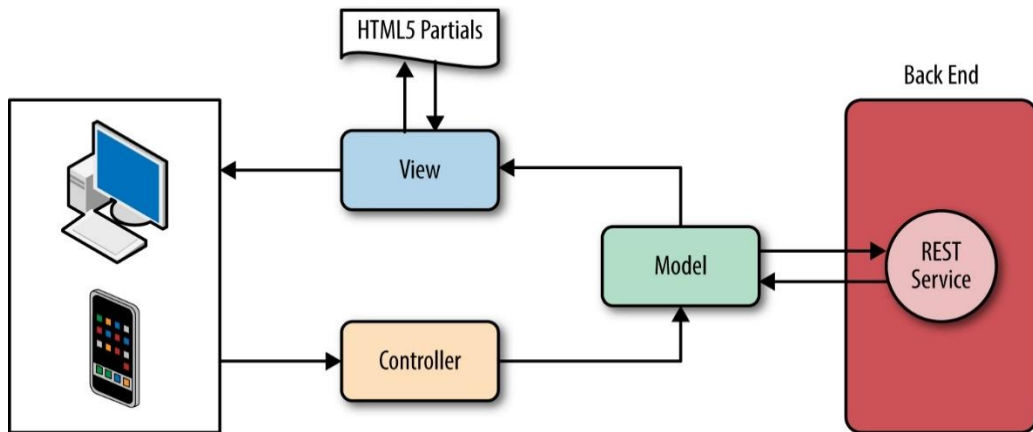 HTML5 Partials
Back End
View
Model
REST
Service
Controller